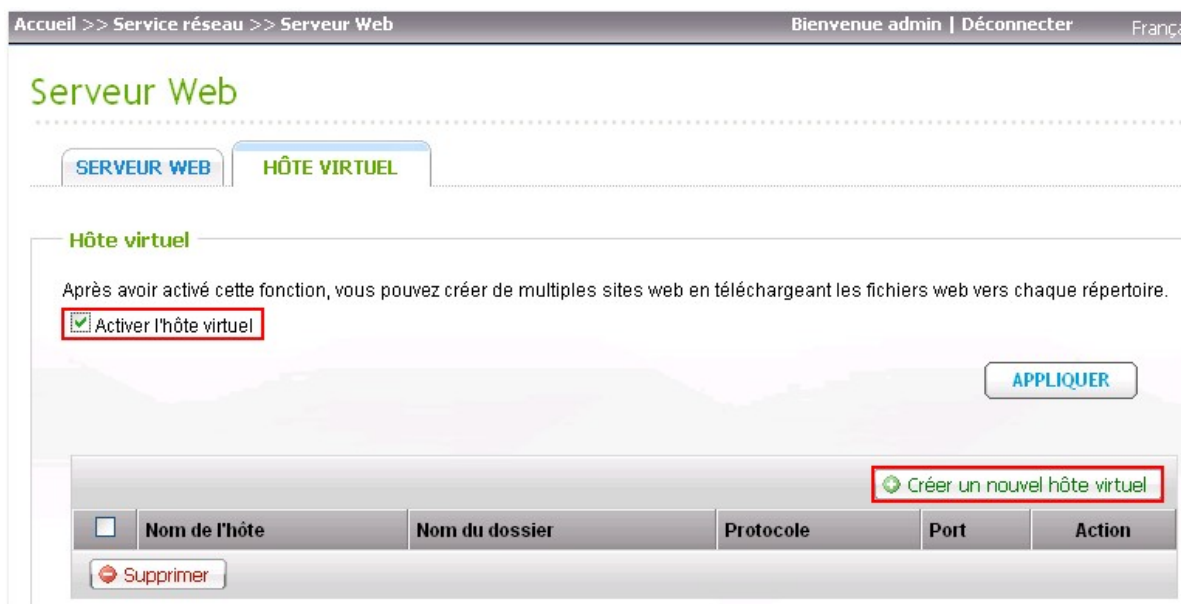 Accueil >> Service réseau >> Serveur Web Bienvenue admin | Déconnecter
Serveur Web
SERVEUR WEB HÔTE VIRTUEL
Hôte virtuel
Après avoir activé cette fonction, vous pouvez créer de multiples sites web en téléchargeant les fichiers web vers chaque répertoire.
Activer l'hôte virtuel
APPLIQUER
Créer un nouvel hôte virtuel
Nom de l'hôte Nom du dossier Protocole Port Action
Supprimer